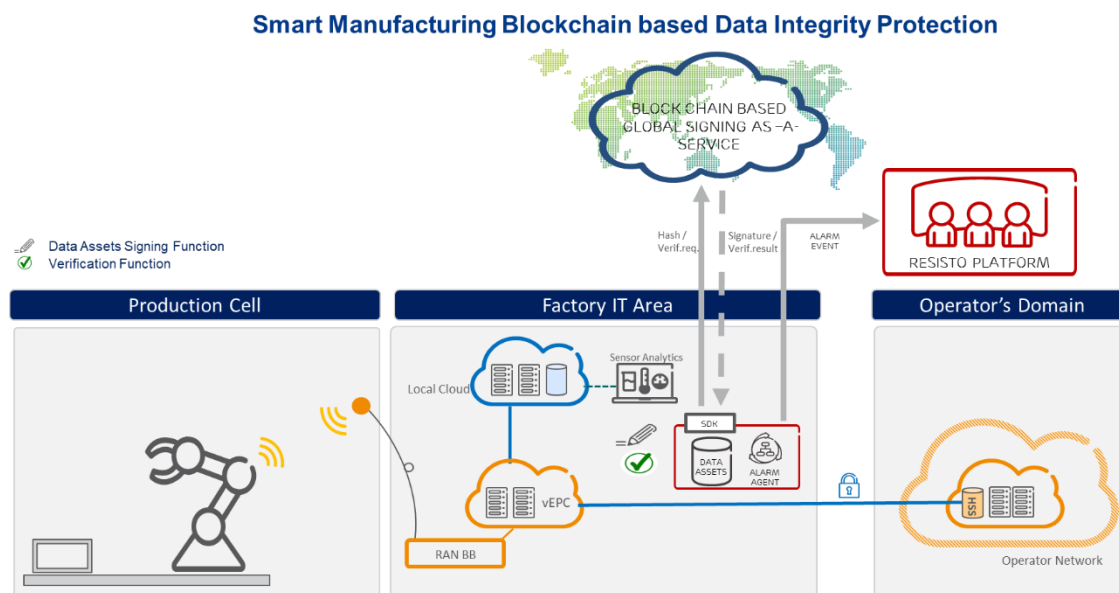 Smart Manufacturing Blockchain based Data Integrity Protection
BLOCK CHAIN BASED
GLOBAL SIGNING AS –A-
SERVICE
Hash /
Verif.req.
Signature /
Verif.result
ALARM
EVENT
RESISTO PLATFORM
Data Assets Signing Function
Verification Function
Production Cell
Factory IT Area
Operator's Domain
Local Cloud
Sensor Analytics
SDK
DATA
ASSETS
ALARM
AGENT
vEPC
RAN BB
HSS
Operator Network